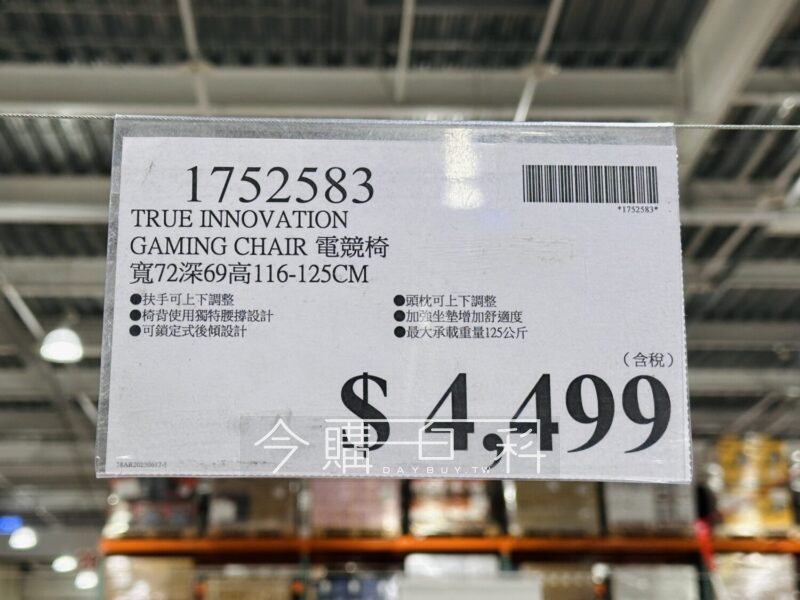 1752583
*1752583*
TRUE INNOVATION
GAMING CHAIR 電競椅
寬72深69高116-125CM
●扶手可上下調整
●椅背使用獨特腰撐設計
●可鎖定式後傾設計
●頭枕可上下調整
●加強坐墊增加舒適度
●最大承載重量125公斤
(含稅)
$ 4,499
今購百科
DAYBUY.TW